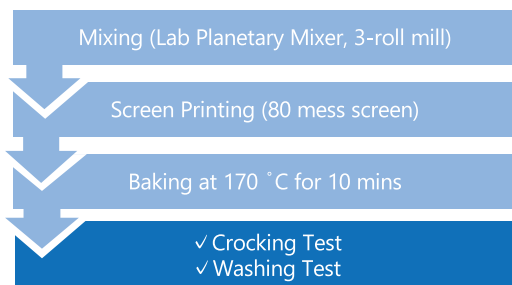 Mixing (Lab Planetary Mixer, 3-roll mill)
Screen Printing (80 mess screen)
Baking at 170 ˚C for 10 mins
✓ Crocking Test
✓ Washing Test